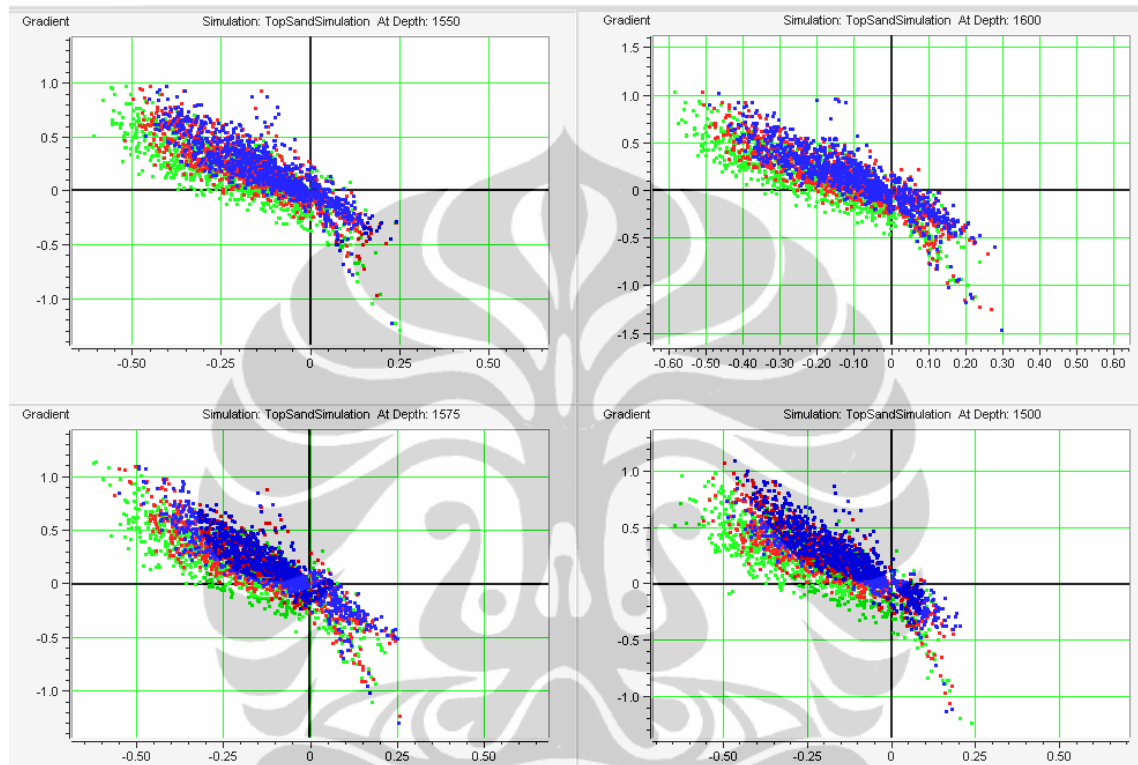 Gradient Simulation: TopSandSimulation At Depth: 1550
1.0
0.5
0
-0.5
-1.0
-0.50 -0.25 0 0.25 0.50
Gradient Simulation: TopSandSimulation At Depth: 1600
1.5
1.0
0.5
0
-0.5
-1.0
-1.5
-0.60 -0.50 -0.40 -0.30 -0.20 -0.10 0 0.10 0.20 0.30 0.40 0.50 0.60
Gradient Simulation: TopSandSimulation At Depth: 1575
1.0
0.5
0
-0.5
-1.0
-0.50 -0.25 0 0.25 0.50
Gradient Simulation: TopSandSimulation At Depth: 1500
1.0
0.5
0
-0.5
-1.0
-0.50 -0.25 0 0.25 0.50